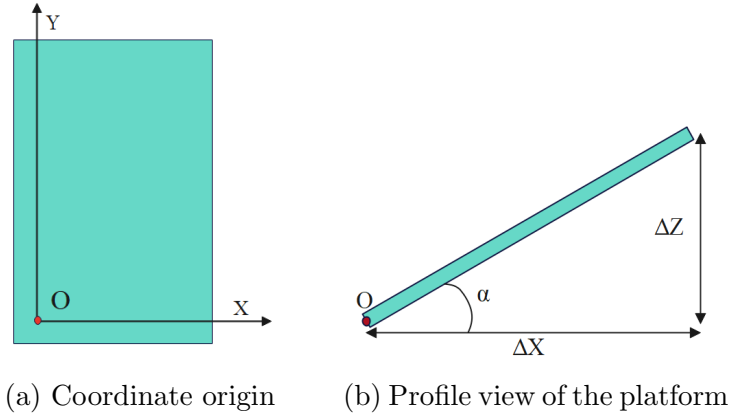 Y
O
X
O
α
ΔZ
ΔX
(a) Coordinate origin
(b) Profile view of the platform